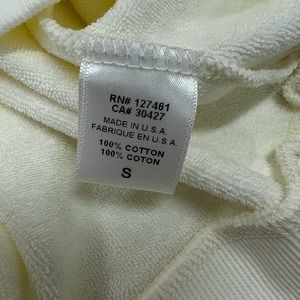 RN# 127461
CA# 30427
MADE IN U.S.A.
FABRIQUE EN U.S.A.
100% COTTON
100% COTON
S